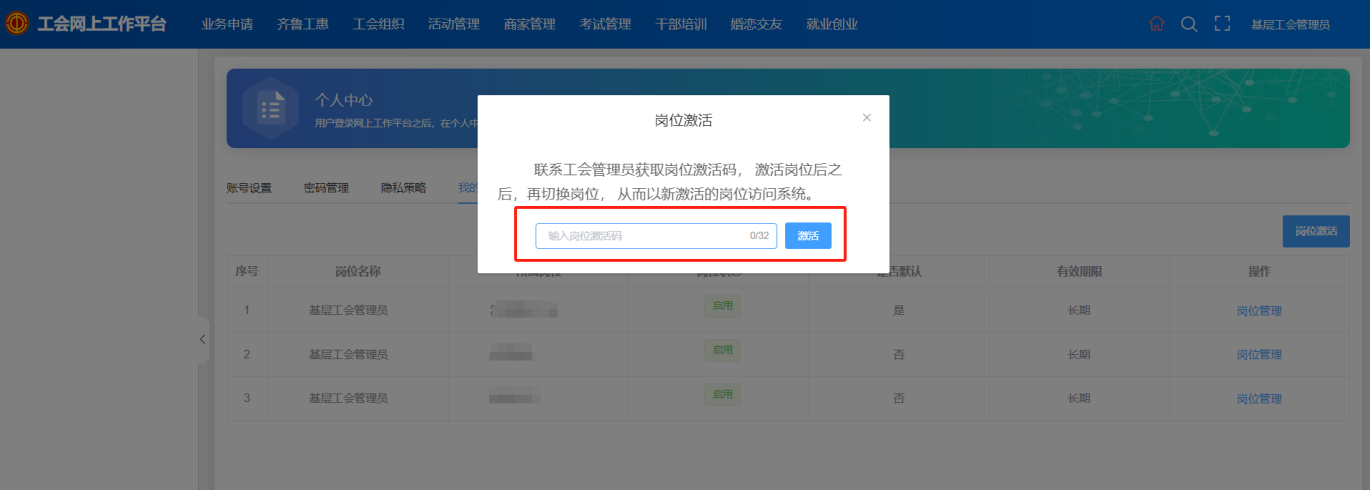 工会网上工作平台 业务申请 齐鲁工惠 工会组织 活动管理 商家管理 考试管理 干部培训 婚恋交友 就业创业 基层工会管理员
个人中心
用户登录网上工作平台之后，在个人中
岗位激活
联系工会管理员获取岗位激活码， 激活岗位后之
后，再切换岗位， 从而以新激活的岗位访问系统。
输入岗位激活码 0/32 激活
账号设置 密码管理 隐私策略 我的
岗位激活
序号 岗位名称 是否默认 有效期限 操作
1 基层工会管理员 启用 是 长期 岗位管理
2 基层工会管理员 启用 否 长期 岗位管理
3 基层工会管理员 启用 否 长期 岗位管理